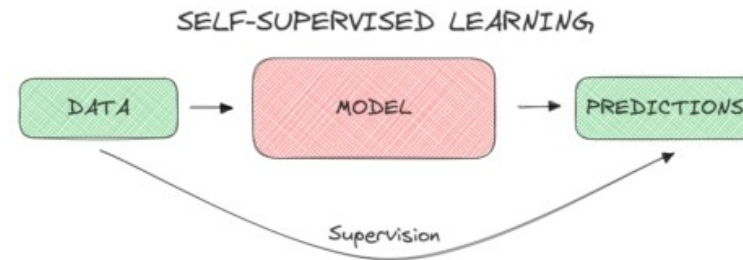 SELF-SUPERVISED LEARNING
DATA
MODEL
PREDICTIONS
Supervision